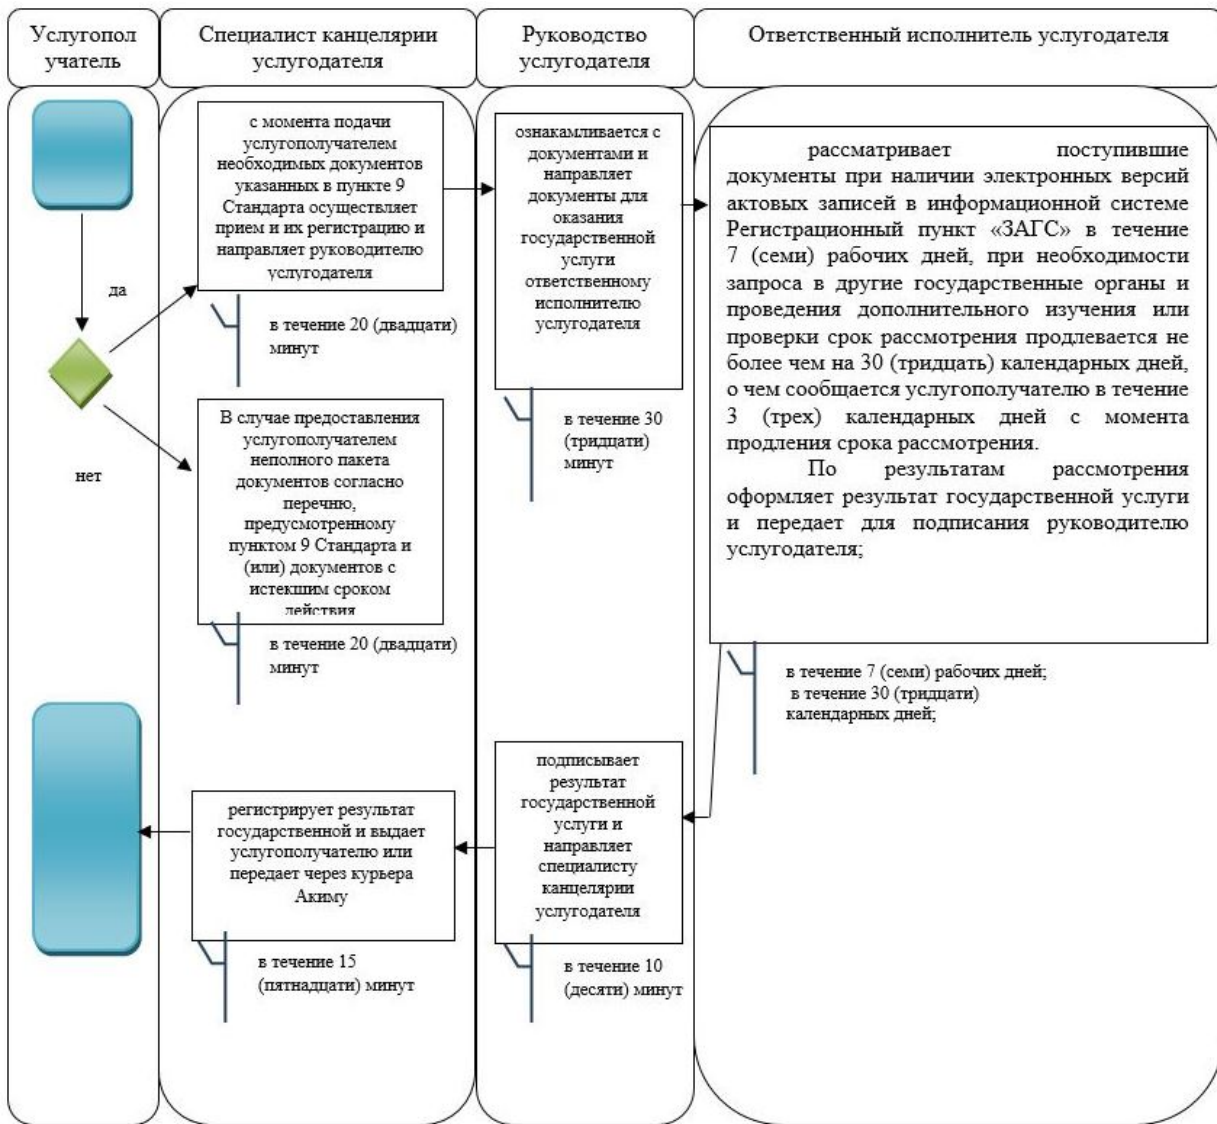 Услугопол
учатель
Специалист канцелярии
услугодателя
Руководство
услугодателя
Ответственный исполнитель услугодателя
с момента подачи
услугополучателем
необходимых документов
указанных в пункте 9
Стандарта осуществляет
прием и их регистрацию и
направляет руководителю
услугодателя
ознакамливается с
документами и
направляет
документы для
оказания
государственной
услуги
ответственному
исполнителю
услугодателя
рассматривает поступившие
документы при наличии электронных версий
актовых записей в информационной системе
Регистрационный пункт «ЗАГС» в течение
7 (семи) рабочих дней, при необходимости
запроса в другие государственные органы и
проведения дополнительного изучения или
проверки срок рассмотрения продлевается не
более чем на 30 (тридцать) календарных дней,
о чем сообщается услугополучателю в течение
3 (трех) календарных дней с момента
продления срока рассмотрения.
По результатам рассмотрения
оформляет результат государственной услуги
и передает для подписания руководителю
услугодателя;
да
в течение 20 (двадцати)
минут
нет
В случае предоставления
услугополучателем
неполного пакета
документов согласно
перечню,
предусмотренному
пунктом 9 Стандарта и
(или) документов с
истекшим сроком
действия
в течение 30
(тридцати)
минут
в течение 20 (двадцати)
минут
в течение 7 (семи) рабочих дней;
в течение 30 (тридцати)
календарных дней;
подписывает
результат
государственной
услуги и
направляет
специалисту
канцелярии
услугодателя
регистрирует результат
государственной и выдает
услугополучателю или
передает через курьера
Акиму
в течение 15
(пятнадцати) минут
в течение 10
(десяти) минут